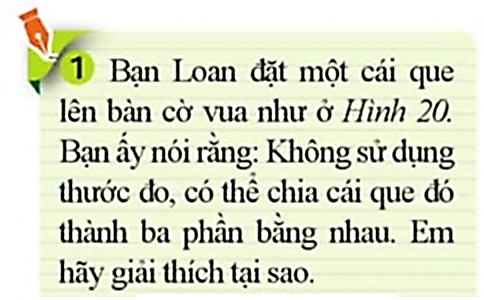 1 Bạn Loan đặt một cái que
lên bàn cờ vua như ở Hình 20.
Bạn ấy nói rằng: Không sử dụng
thước đo, có thể chia cái que đó
thành ba phần bằng nhau. Em
hãy giải thích tại sao.